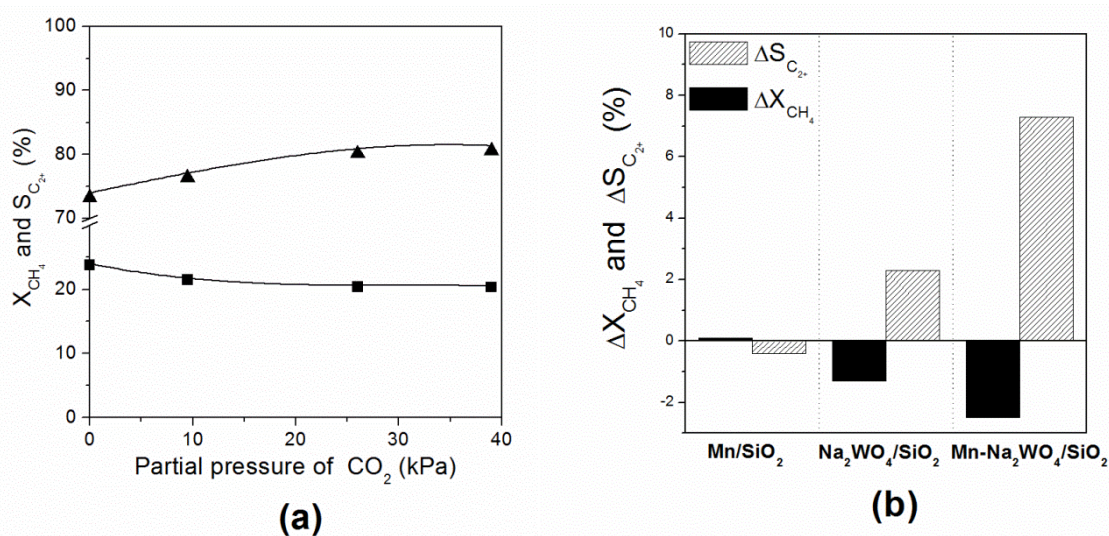 100
90
80
70
20
10
0
X_CH₄ and S_C₂₊ (%)
0 10 20 30 40
Partial pressure of CO₂ (kPa)
(a)
10
8
6
4
2
0
-2
ΔX_CH₄ and ΔS_C₂₊ (%)
ΔS_C₂₊
ΔX_CH₄
Mn/SiO₂ Na₂WO₄/SiO₂ Mn-Na₂WO₄/SiO₂
(b)